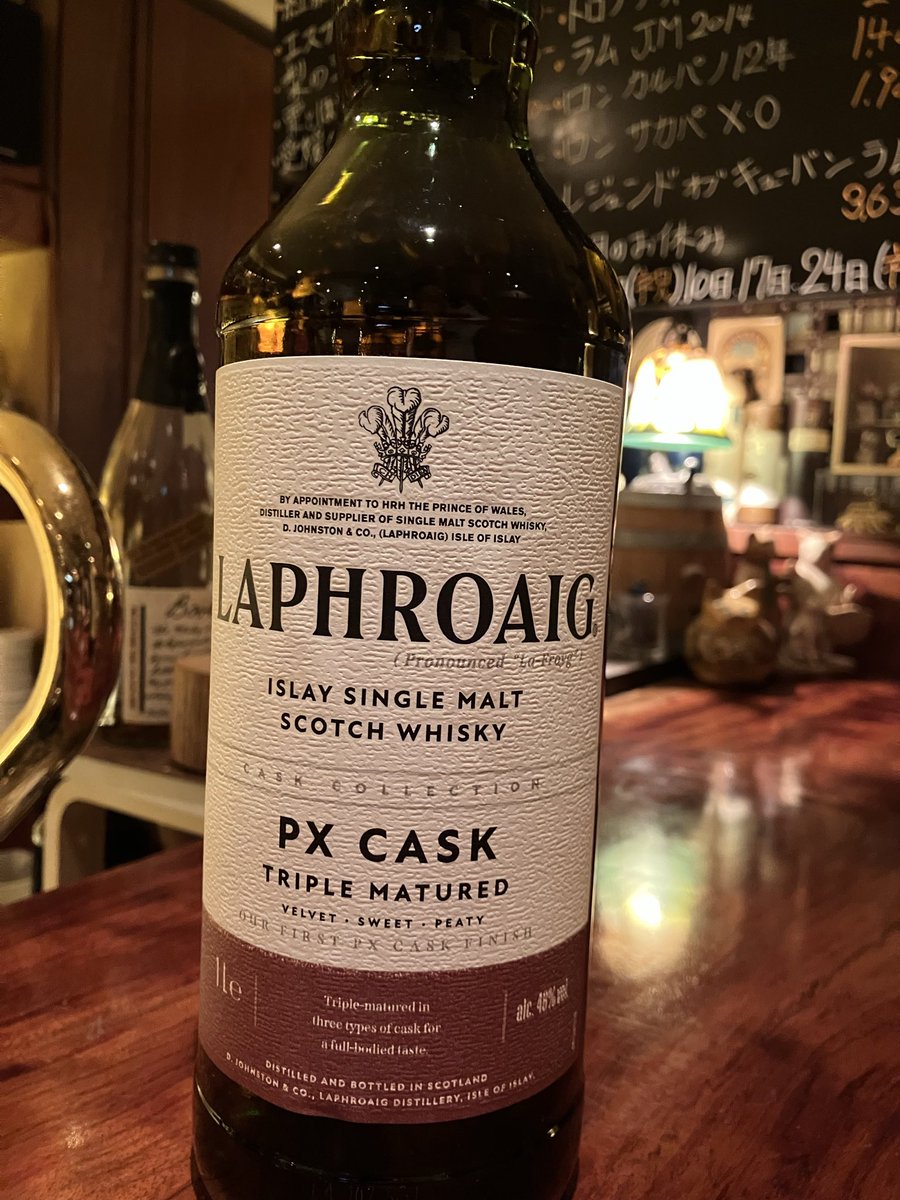 ラム J.M 2014
ロン カルパノ 12年
ロン サカパ X・O
レジェンド オブ キューバン ラム
のお休み
10日 17日 24日
BY APPOINTMENT TO HRH THE PRINCE OF WALES,
DISTILLER AND SUPPLIER OF SINGLE MALT SCOTCH WHISKY,
D. JOHNSTON & CO., (LAPHROAIG) ISLE OF ISLAY
LAPHROAIG®
(Pronounced "La-Froyg")
ISLAY SINGLE MALT
SCOTCH WHISKY
CASK COLLECTION
PX CASK
TRIPLE MATURED
VELVET · SWEET · PEATY
OUR FIRST PX CASK FINISH
1le
Triple-matured in
three types of cask for
a full-bodied taste.
alc. 48% vol
DISTILLED AND BOTTLED IN SCOTLAND
D. JOHNSTON & CO., LAPHROAIG DISTILLERY, ISLE OF ISLAY.